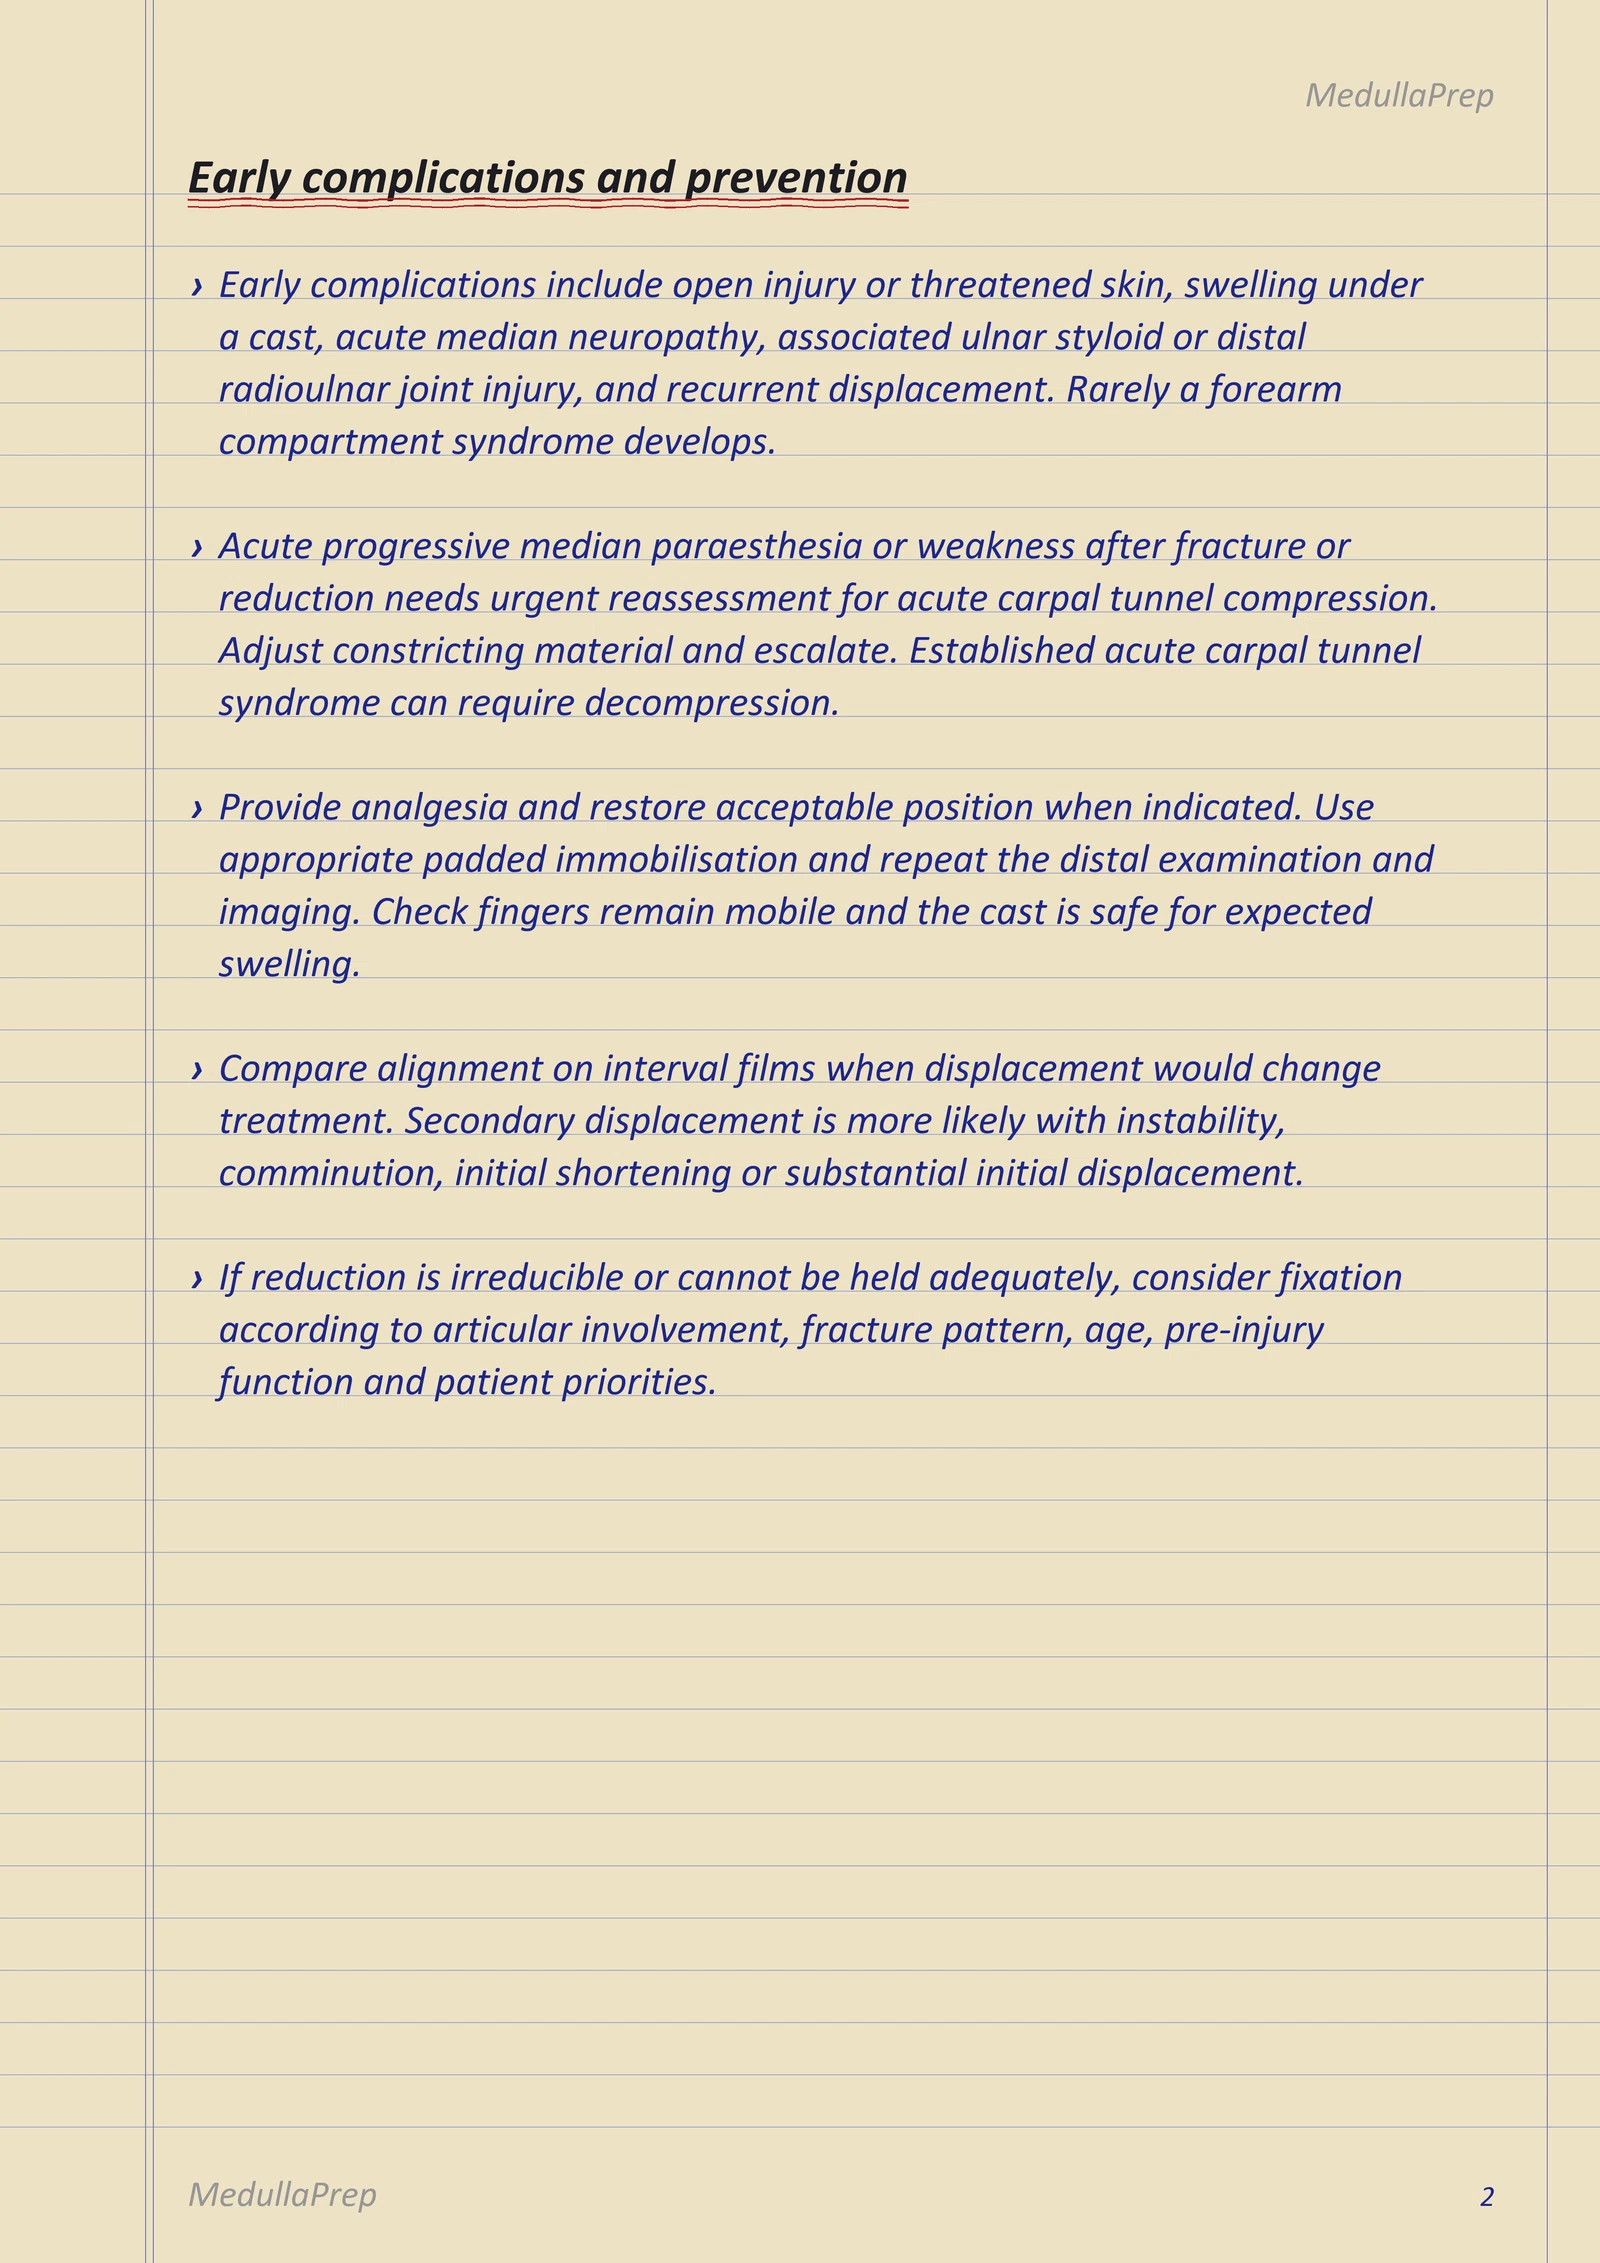 MedullaPrep
Early complications and prevention
› Early complications include open injury or threatened skin, swelling under
a cast, acute median neuropathy, associated ulnar styloid or distal
radioulnar joint injury, and recurrent displacement. Rarely a forearm
compartment syndrome develops.
› Acute progressive median paraesthesia or weakness after fracture or
reduction needs urgent reassessment for acute carpal tunnel compression.
Adjust constricting material and escalate. Established acute carpal tunnel
syndrome can require decompression.
› Provide analgesia and restore acceptable position when indicated. Use
appropriate padded immobilisation and repeat the distal examination and
imaging. Check fingers remain mobile and the cast is safe for expected
swelling.
› Compare alignment on interval films when displacement would change
treatment. Secondary displacement is more likely with instability,
comminution, initial shortening or substantial initial displacement.
› If reduction is irreducible or cannot be held adequately, consider fixation
according to articular involvement, fracture pattern, age, pre-injury
function and patient priorities.
MedullaPrep
2